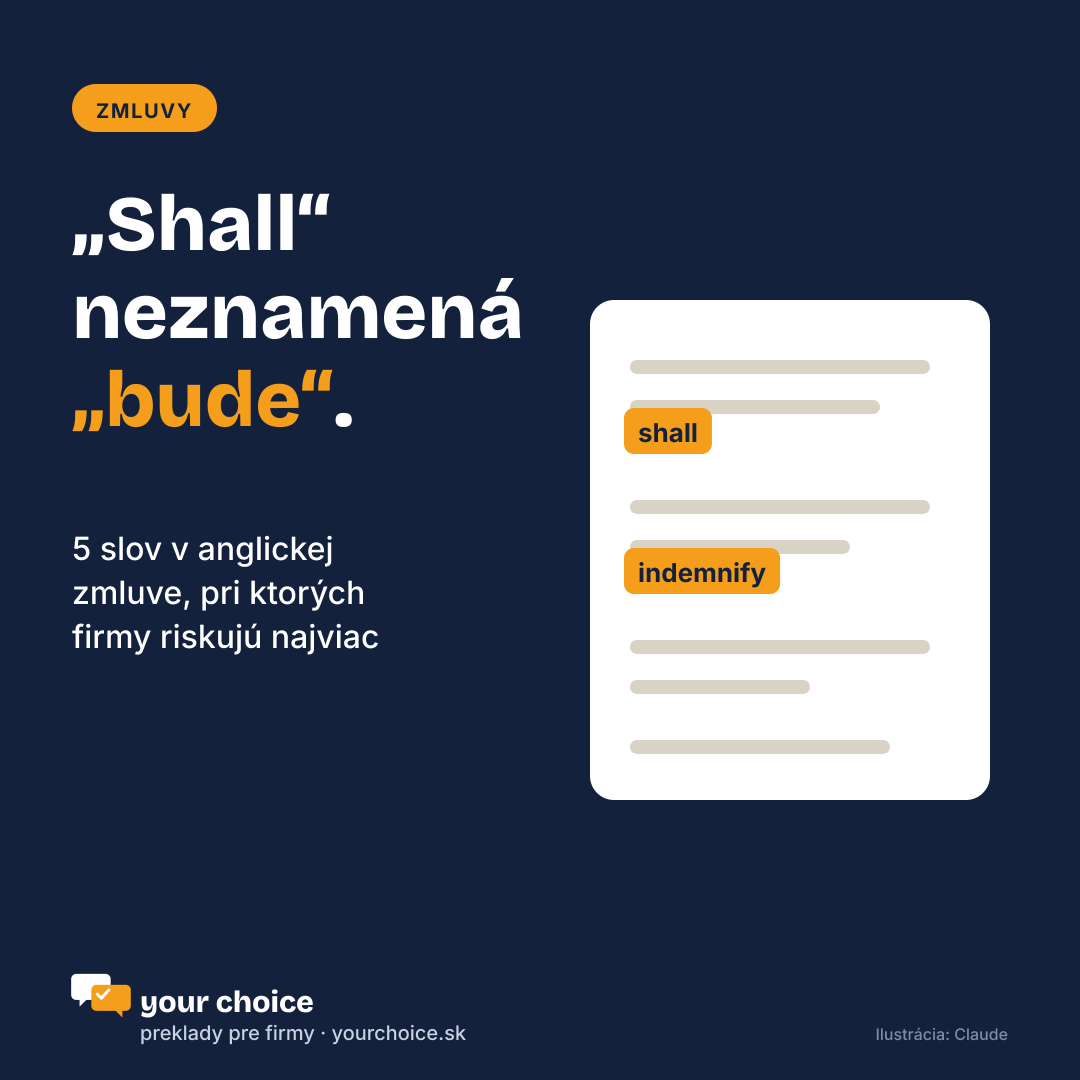 ZMLUVY
„Shall“
neznamená
„bude“.
5 slov v anglickej
zmluve, pri ktorých
firmy riskujú najviac
shall
indemnify
your choice
preklady pre firmy · yourchoice.sk
Ilustrácia: Claude